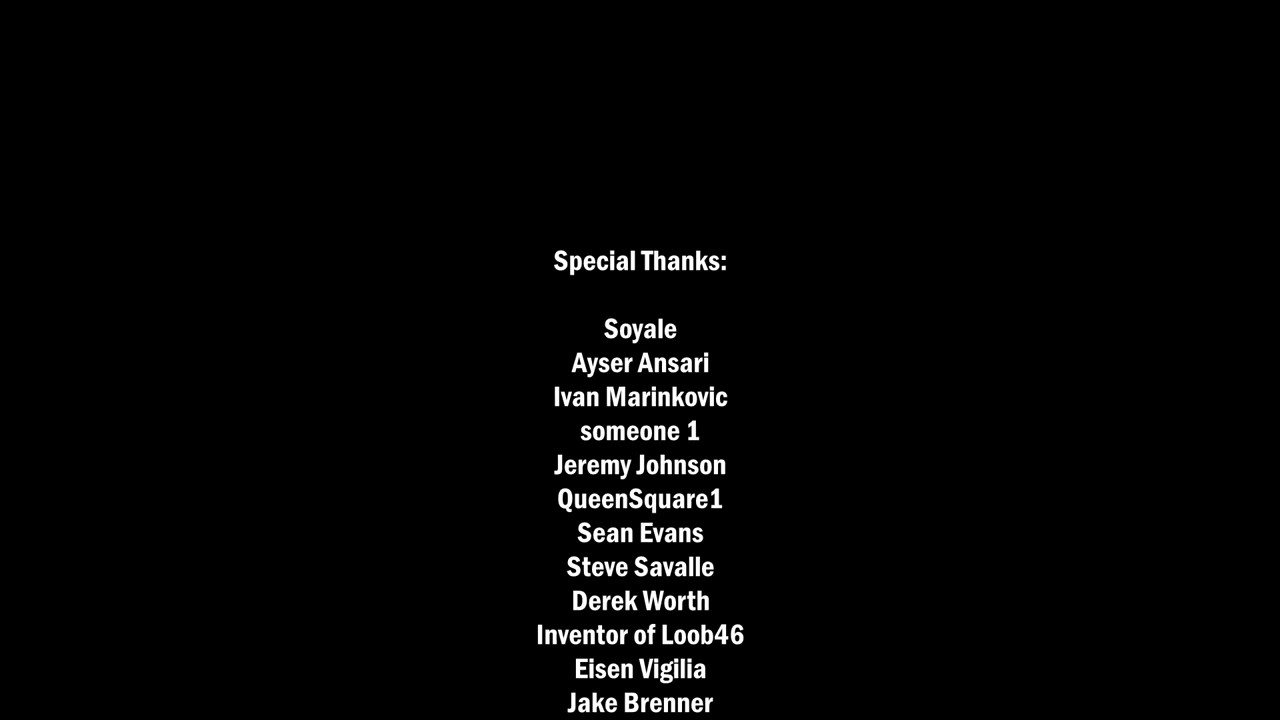 Special Thanks:
Soyale
Ayser Ansari
Ivan Marinkovic
someone 1
Jeremy Johnson
QueenSquare1
Sean Evans
Steve Savalle
Derek Worth
Inventor of Loob46
Eisen Vigilia
Jake Brenner